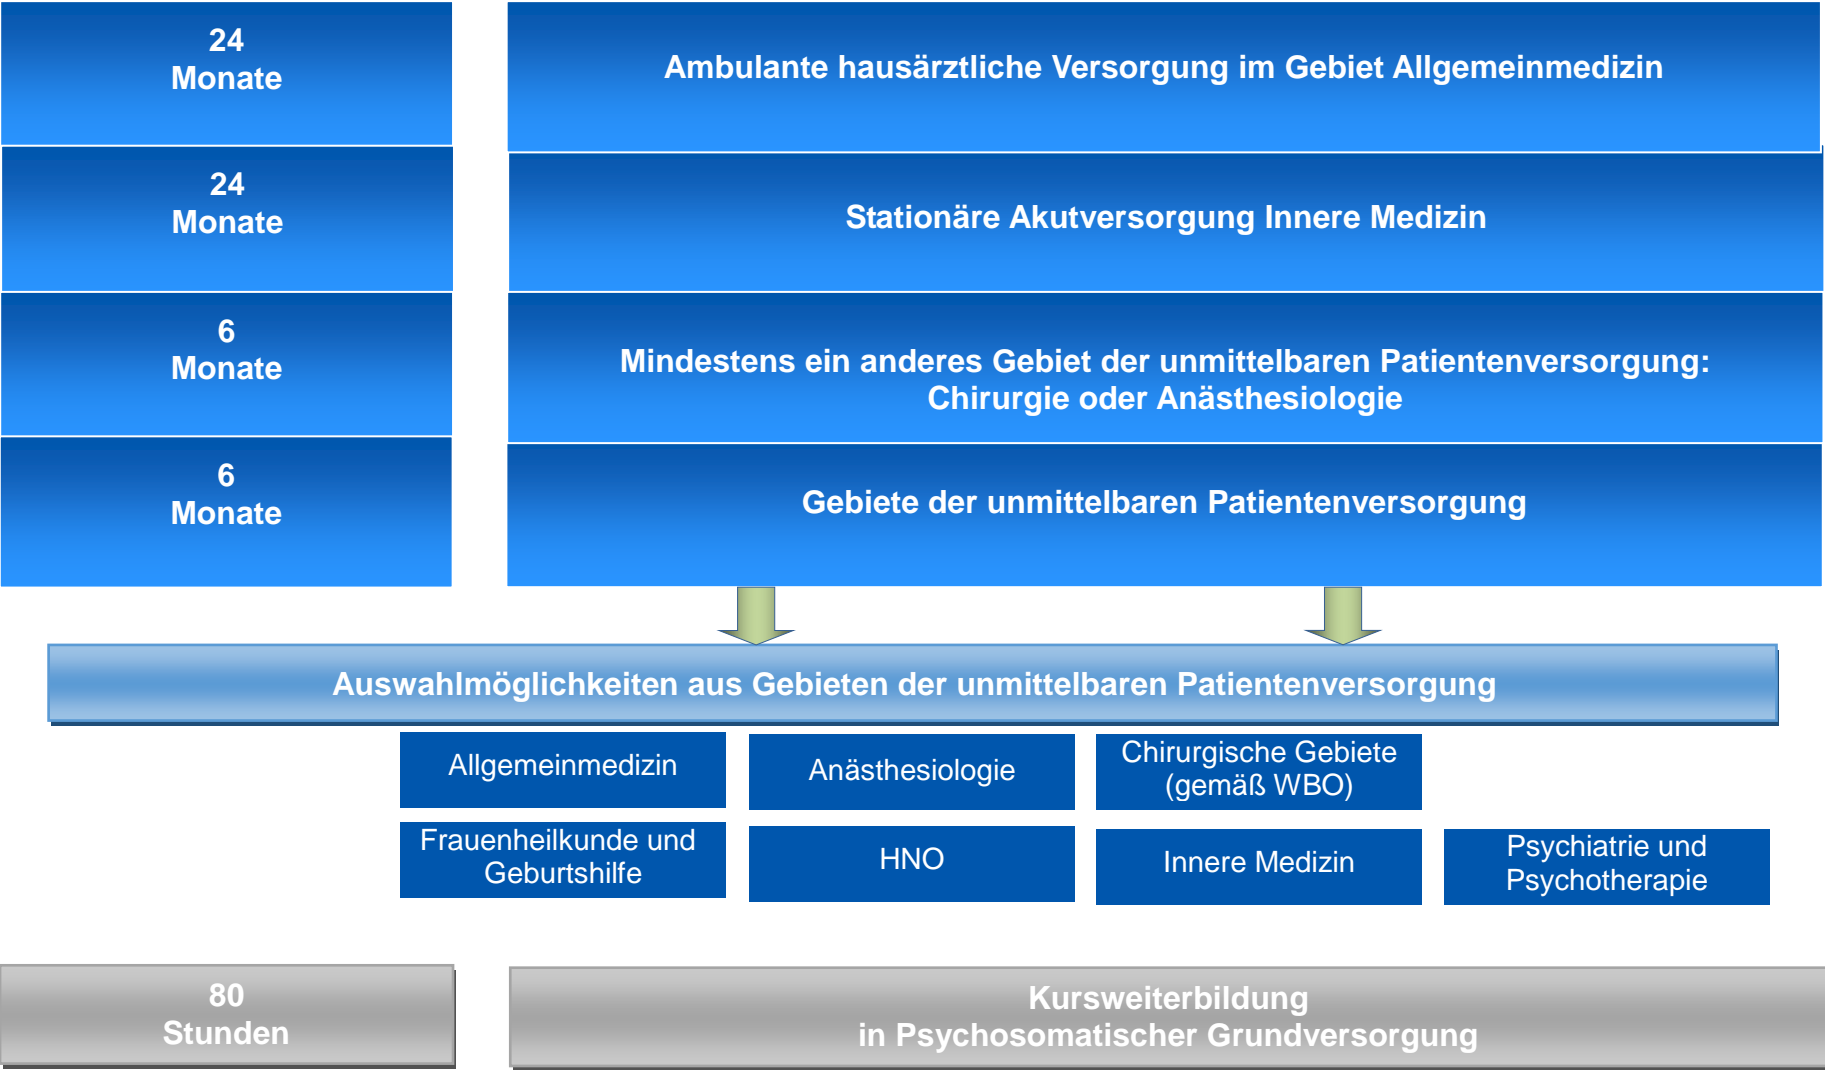 24
Monate
Ambulante hausärztliche Versorgung im Gebiet Allgemeinmedizin
24
Monate
Stationäre Akutversorgung Innere Medizin
6
Monate
Mindestens ein anderes Gebiet der unmittelbaren Patientenversorgung:
Chirurgie oder Anästhesiologie
6
Monate
Gebiete der unmittelbaren Patientenversorgung
Auswahlmöglichkeiten aus Gebieten der unmittelbaren Patientenversorgung
Allgemeinmedizin
Anästhesiologie
Chirurgische Gebiete
(gemäß WBO)
Frauenheilkunde und
Geburtshilfe
HNO
Innere Medizin
Psychiatrie und
Psychotherapie
80
Stunden
Kursweiterbildung
in Psychosomatischer Grundversorgung